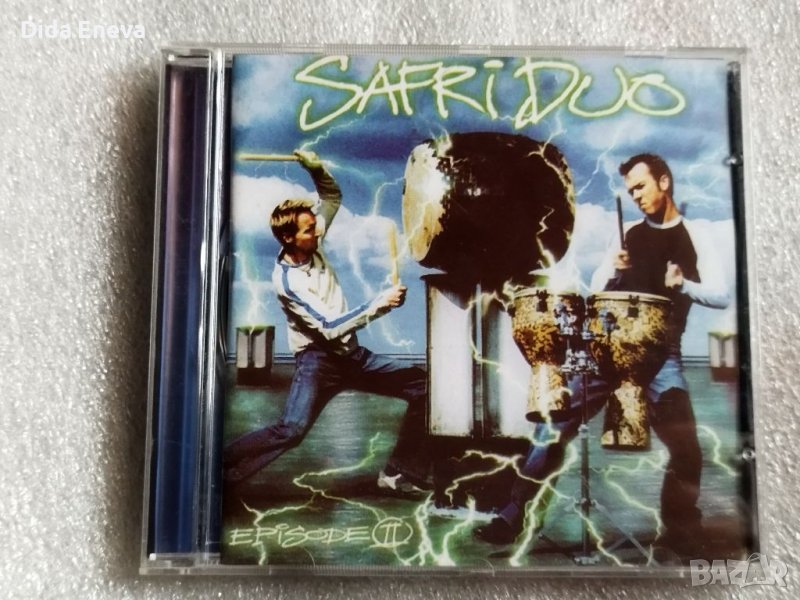 Dida.Eneva
SAFRI DUO
EPISODE II
BAZAR